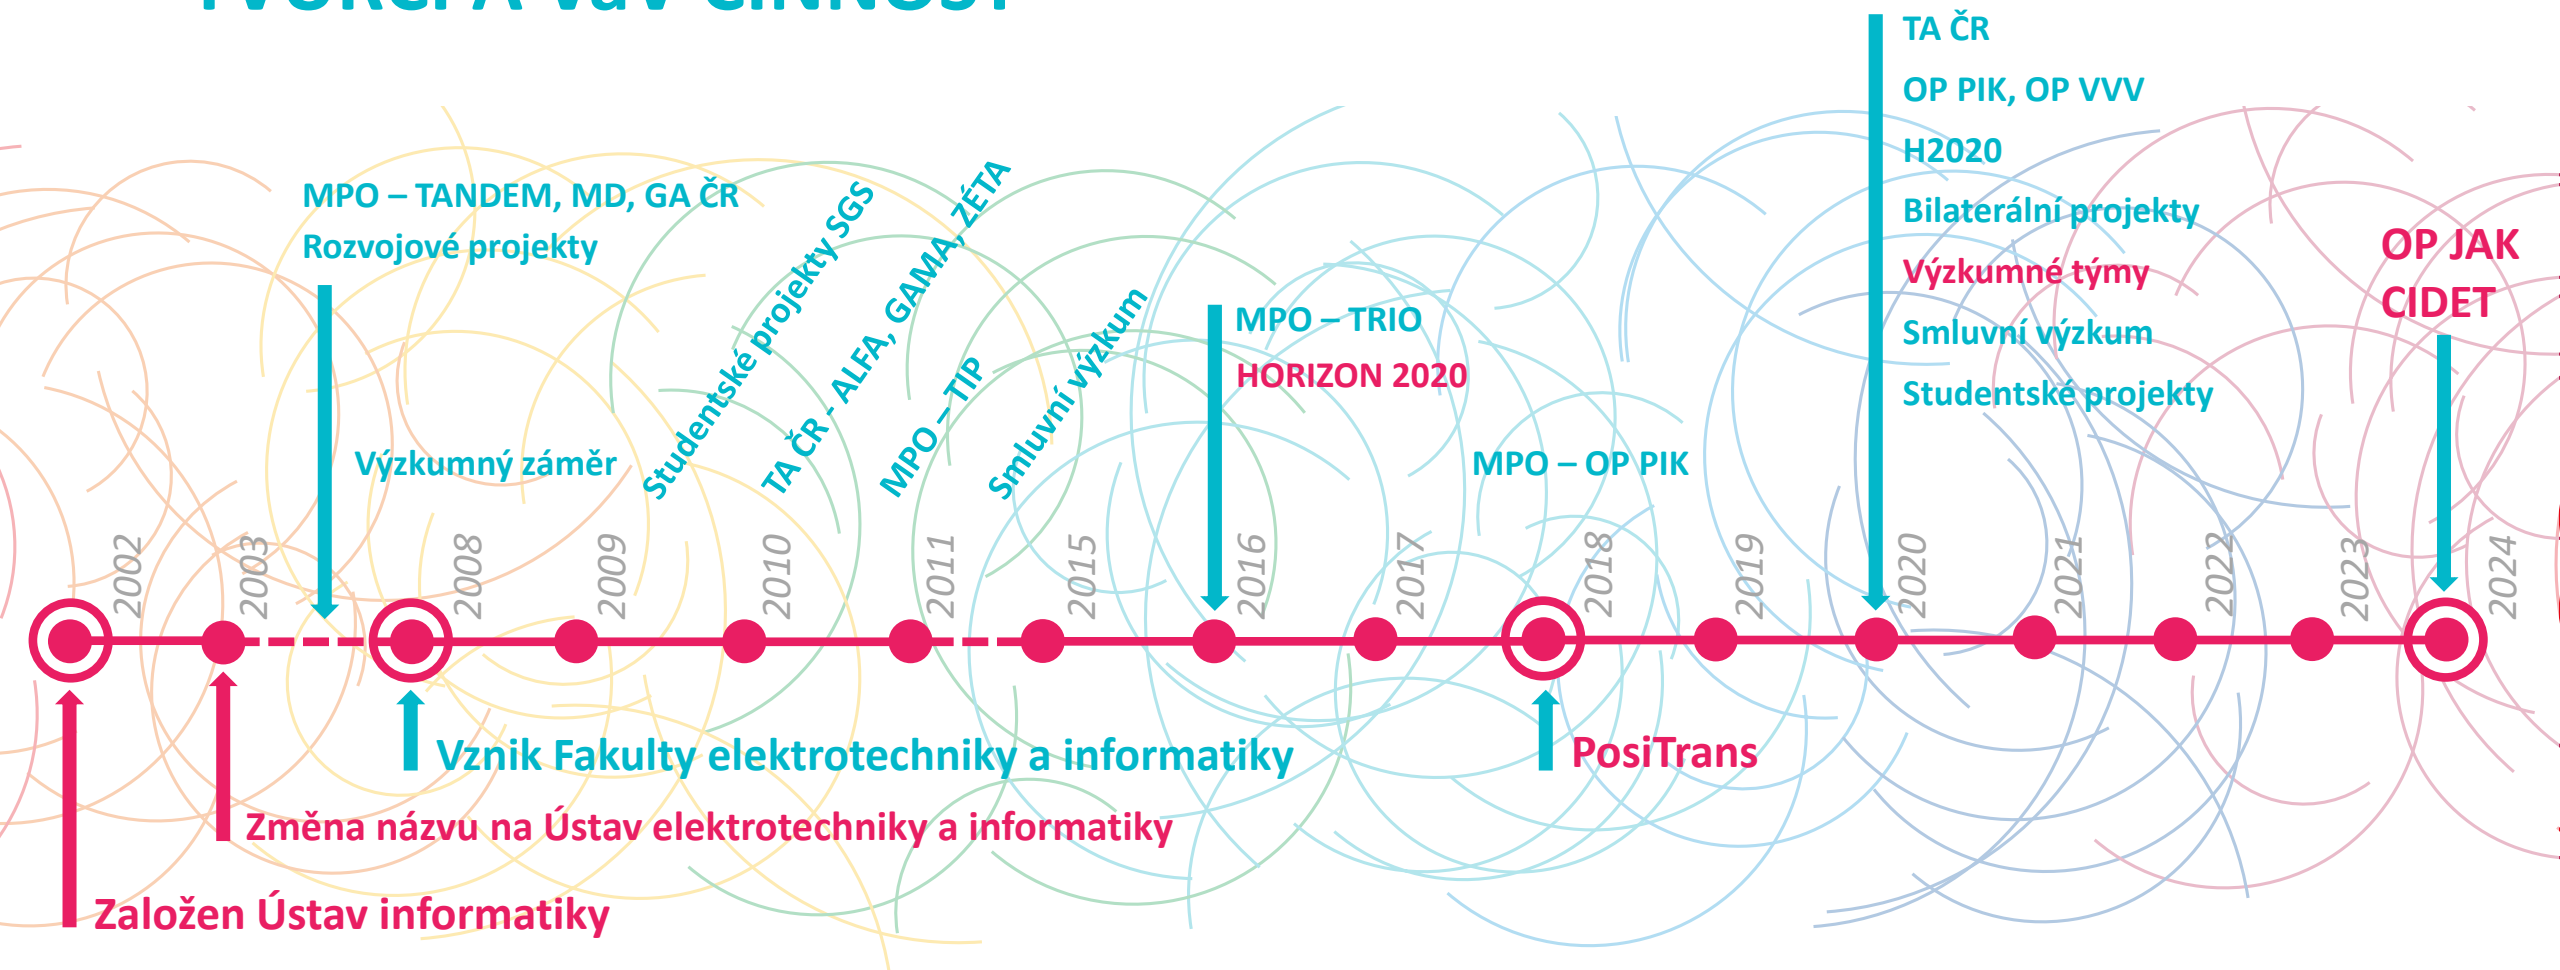 TVŮRČÍ A VaV ČINNOST
TA ČR
OP PIK, OP VVV
H2020
Bilaterální projekty
Výzkumné týmy
Smluvní výzkum
Studentské projekty
OP JAK
CIDET
MPO – TANDEM, MD, GA ČR
Rozvojové projekty
Výzkumný záměr
Studentské projekty SGS
TA ČR - ALFA, GAMA, ZÉTA
MPO – TIP
Smluvní výzkum
MPO – TRIO
HORIZON 2020
MPO – OP PIK
2002
2003
2008
2009
2010
2011
2015
2016
2017
2018
2019
2020
2021
2022
2023
2024
Vznik Fakulty elektrotechniky a informatiky
PosiTrans
Změna názvu na Ústav elektrotechniky a informatiky
Založen Ústav informatiky